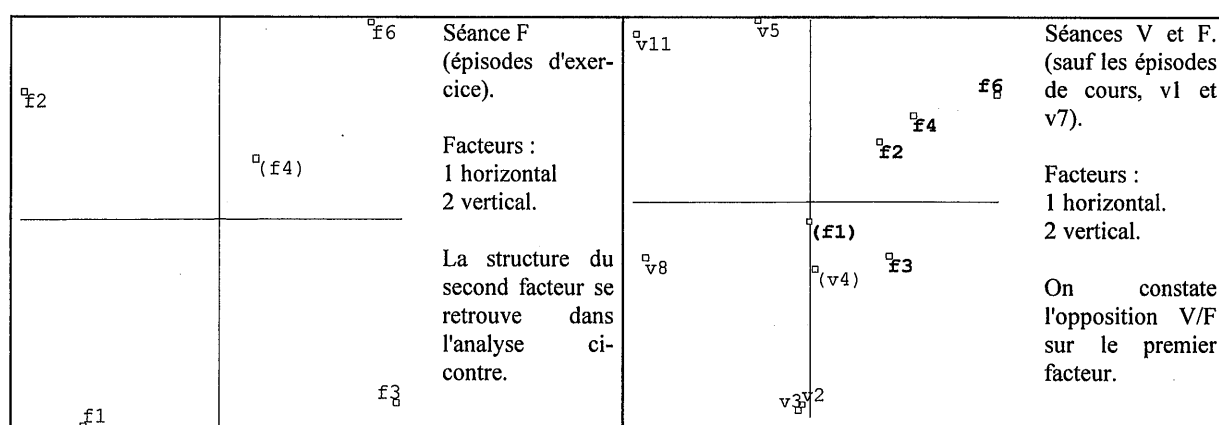 f6
f2
(f4)
f1
f3
Séance F
(épisodes d'exer-
cice).
Facteurs :
1 horizontal
2 vertical.
La structure du
second facteur se
retrouve dans
l'analyse ci-
contre.
v11
v5
f6
f4
f2
(f1)
v8
f3
(v4)
v3
v2
Séances V et F.
(sauf les épisodes
de cours, v1 et
v7).
Facteurs :
1 horizontal.
2 vertical.
On constate
l'opposition V/F
sur le premier
facteur.